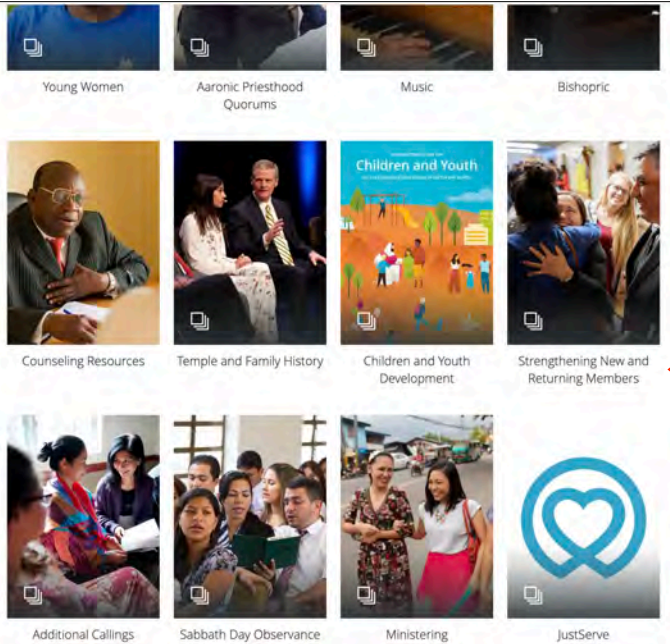 Young Women
Aaronic Priesthood
Quorums
Music
Bishopric
Children and Youth
Counseling Resources
Temple and Family History
Children and Youth
Development
Strengthening New and
Returning Members
Additional Callings
Sabbath Day Observance
Ministering
JustServe